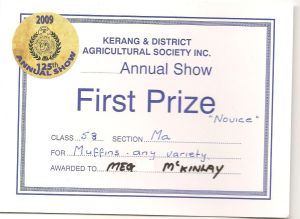 2009
125th
ANNUAL SHOW
KERANG & DISTRICT
AGRICULTURAL SOCIETY INC.
Annual Show
First Prize
"Novice"
CLASS 58 SECTION Ma
FOR Muffins - any variety
AWARDED TO MEG McKINLAY